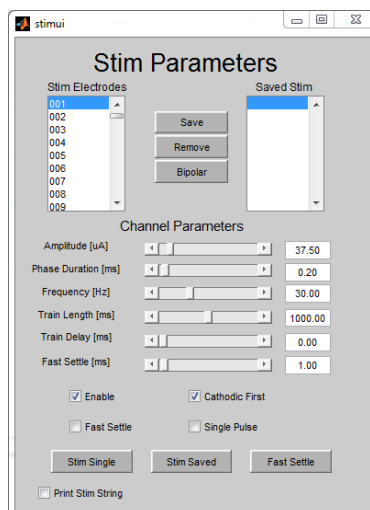 stimui
Stim Parameters
Stim Electrodes
Saved Stim
001
002
003
004
005
006
007
008
009
Save
Remove
Bipolar
Channel Parameters
Amplitude [uA]
37.50
Phase Duration [ms]
0.20
Frequency [Hz]
30.00
Train Length [ms]
1000.00
Train Delay [ms]
0.00
Fast Settle [ms]
1.00
Enable
Cathodic First
Fast Settle
Single Pulse
Stim Single
Stim Saved
Fast Settle
Print Stim String